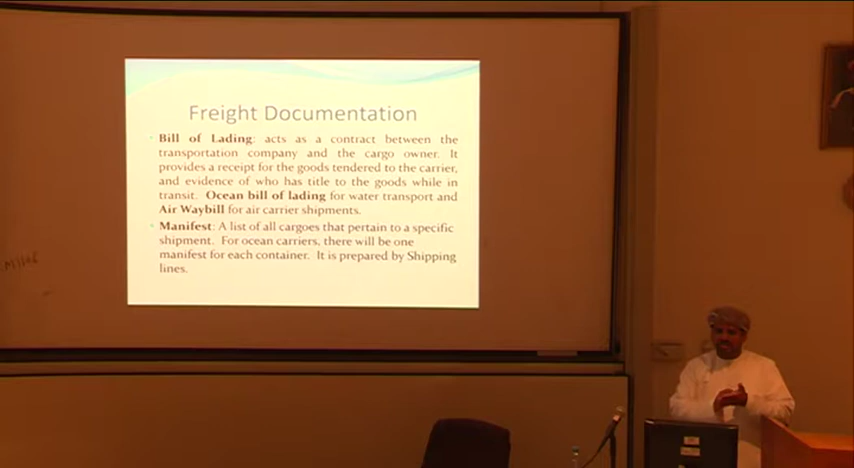 Freight Documentation
Bill of Lading: acts as a contract between the
transportation company and the cargo owner. It
provides a receipt for the goods tendered to the carrier,
and evidence of who has title to the goods while in
transit. Ocean bill of lading for water transport and
Air Waybill for air carrier shipments.
Manifest: A list of all cargoes that pertain to a specific
shipment. For ocean carriers, there will be one
manifest for each container. It is prepared by Shipping
lines.